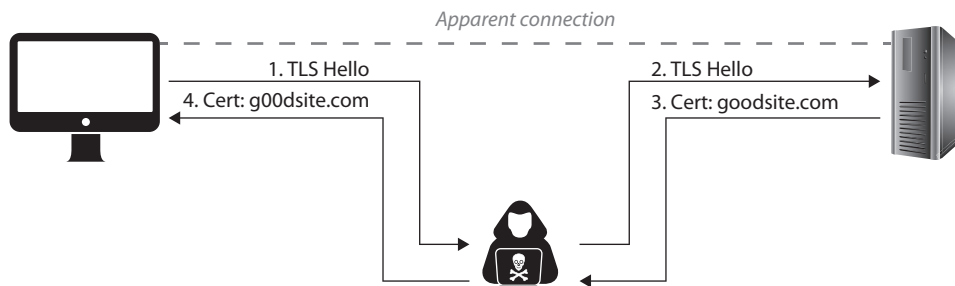 Apparent connection
1. TLS Hello
2. TLS Hello
4. Cert: g00dsite.com
3. Cert: goodsite.com